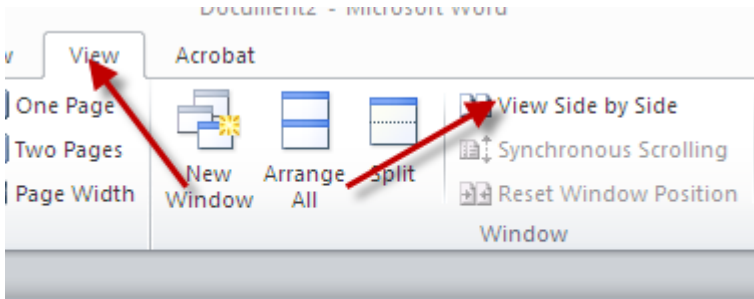 Document2 - Microsoft Word
View Acrobat
One Page
Two Pages
Page Width
New Window
Arrange All
Split
View Side by Side
Synchronous Scrolling
Reset Window Position
Window